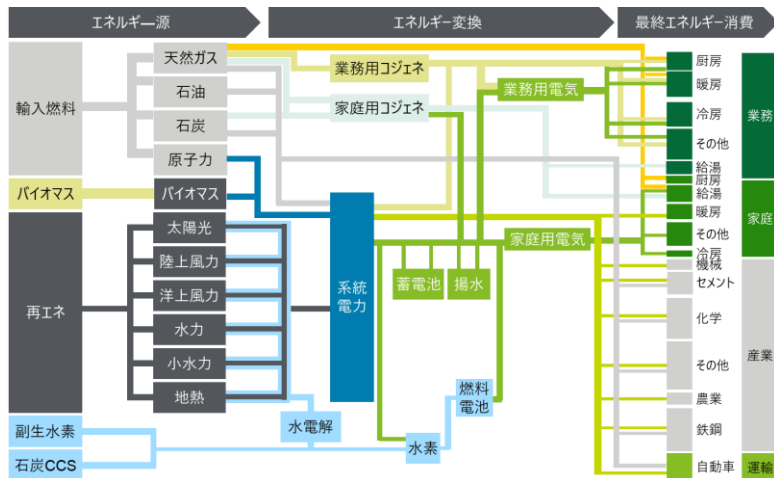 エネルギー源
エネルギー変換
最終エネルギー消費
輸入燃料
バイオマス
再エネ
副生水素
石炭CCS
天然ガス
石油
石炭
原子力
バイオマス
太陽光
陸上風力
洋上風力
水力
小水力
地熱
業務用コジェネ
家庭用コジェネ
業務用電気
家庭用電気
系統
電力
蓄電池
揚水
水電解
水素
燃料
電池
厨房
暖房
冷房
その他
給湯
厨房
給湯
暖房
その他
冷房
機械
セメント
化学
その他
農業
鉄鋼
自動車
業務
家庭
産業
運輸